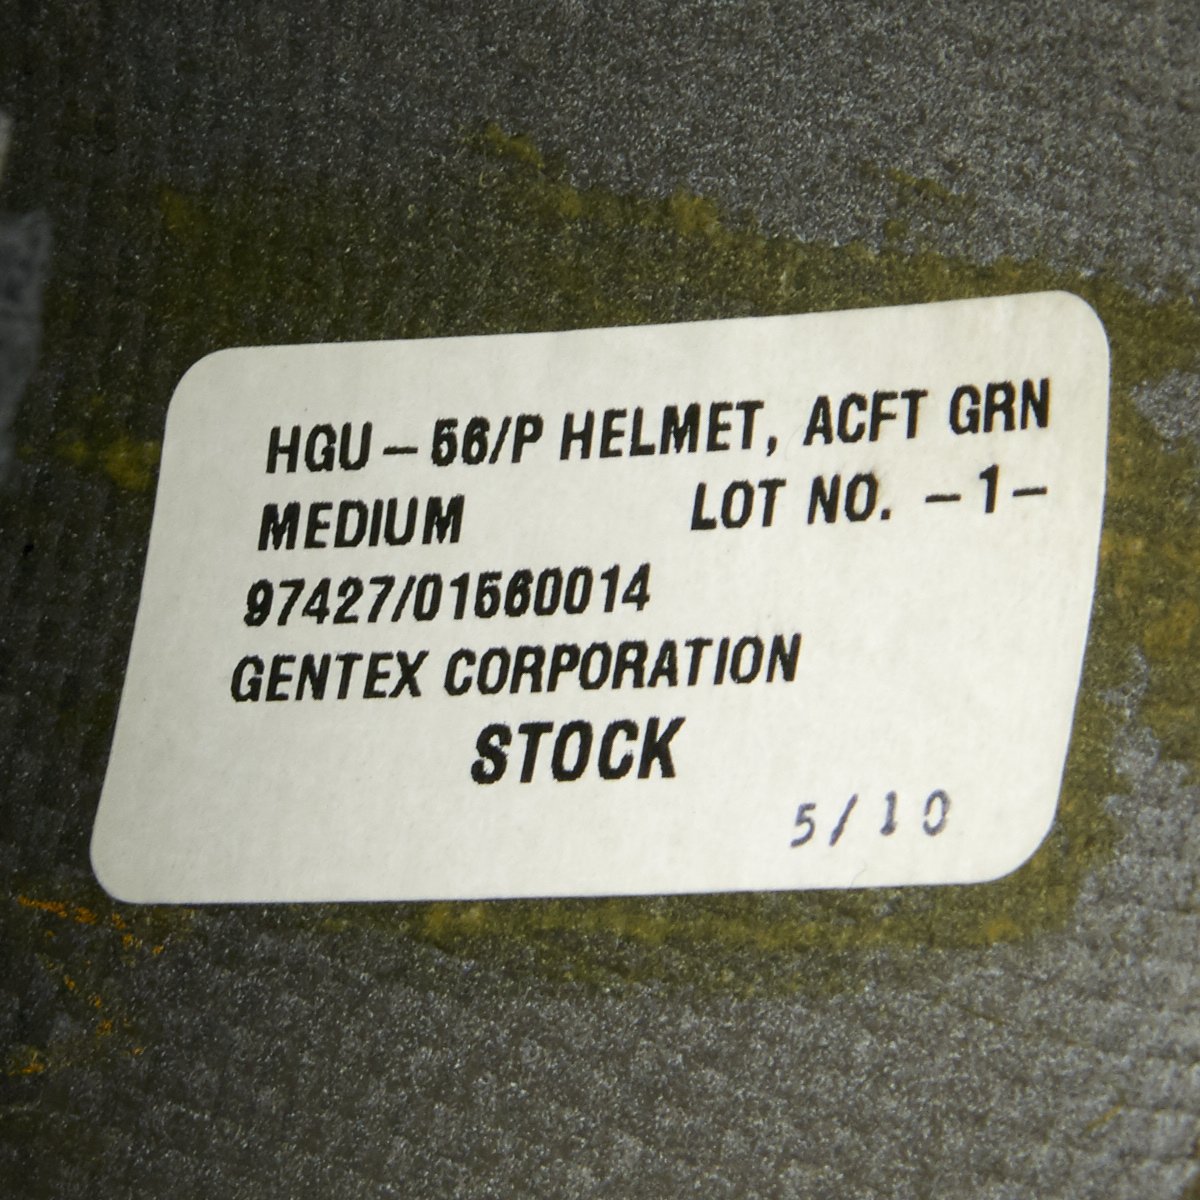 HGU-56/P HELMET, ACFT GRN
MEDIUM LOT NO. -1-
97427/01560014
GENTEX CORPORATION
STOCK
5/10